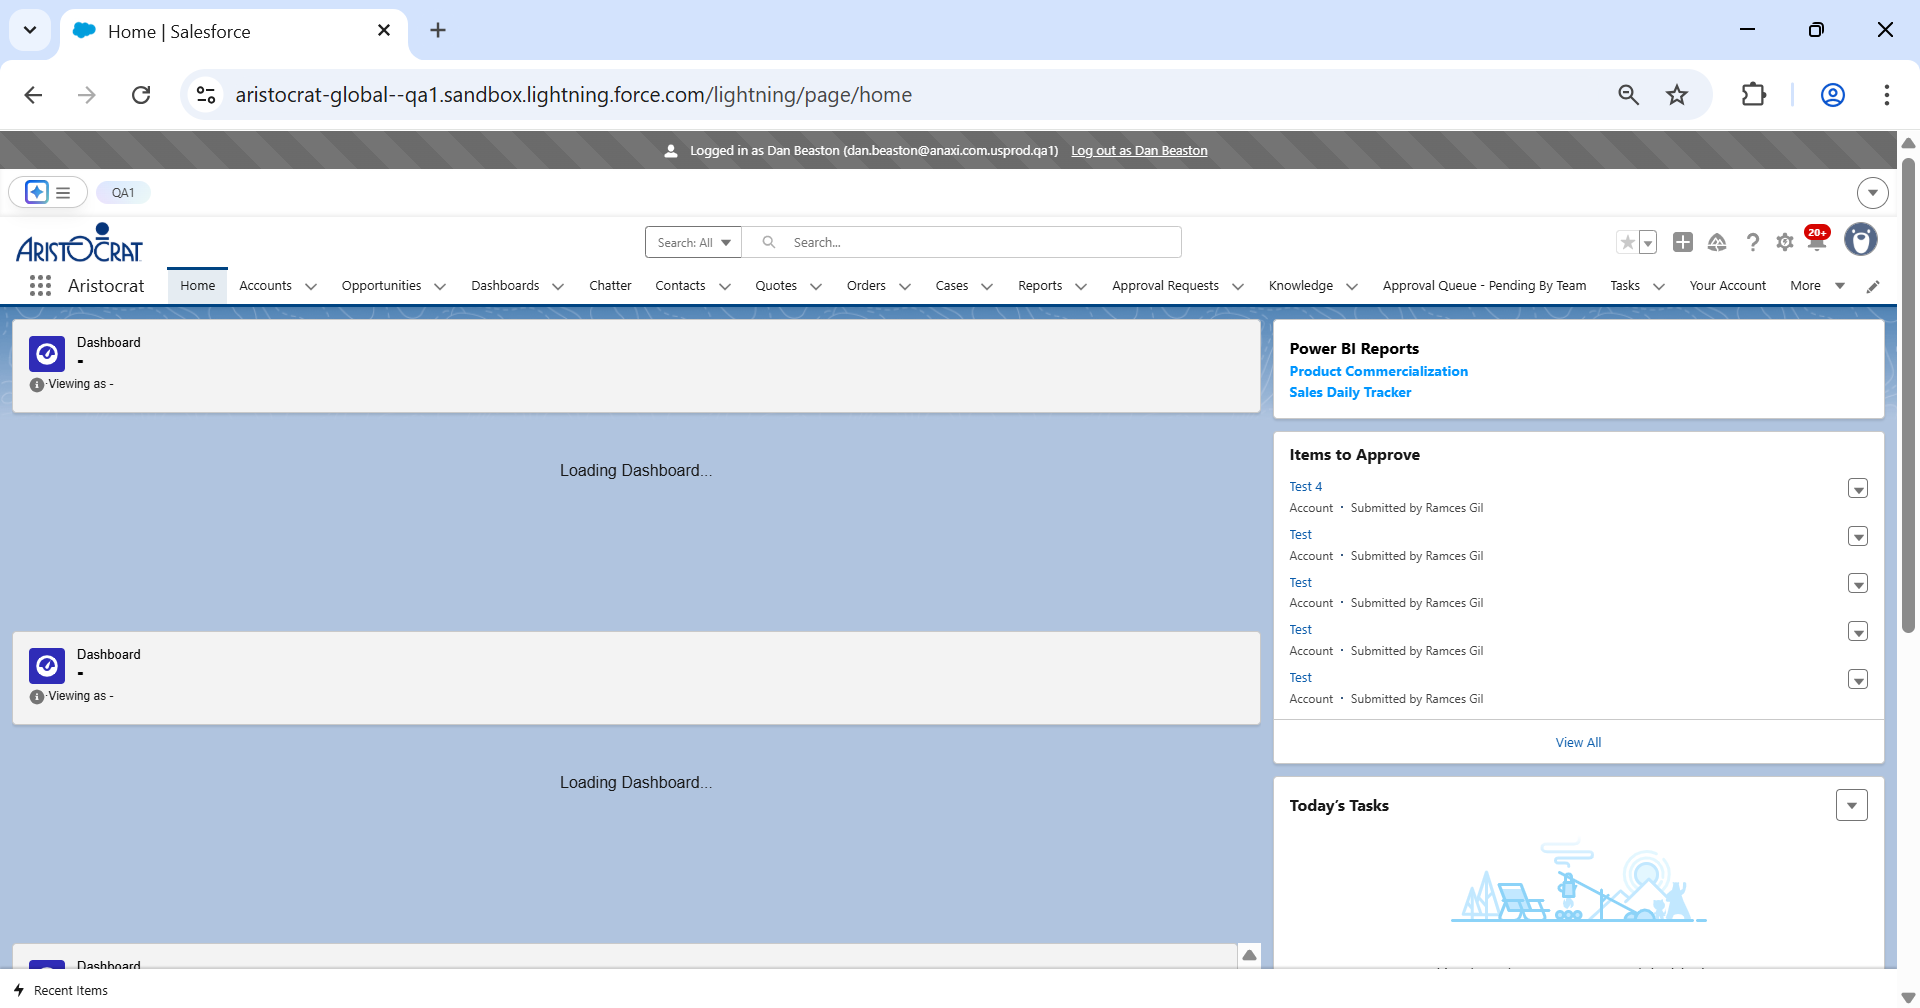 Home | Salesforce
aristocrat-global--qa1.sandbox.lightning.force.com/lightning/page/home
Logged in as Dan Beaston (dan.beaston@anaxi.com.usprod.qa1) Log out as Dan Beaston
QA1
ARISTOCRAT
Search: All
Search...
20+
Aristocrat
Home
Accounts
Opportunities
Dashboards
Chatter
Contacts
Quotes
Orders
Cases
Reports
Approval Requests
Knowledge
Approval Queue - Pending By Team
Tasks
Your Account
More
Dashboard
-
Viewing as -
Loading Dashboard...
Dashboard
-
Viewing as -
Loading Dashboard...
Dashboard
Power BI Reports
Product Commercialization
Sales Daily Tracker
Items to Approve
Test 4
Account • Submitted by Ramces Gil
Test
Account • Submitted by Ramces Gil
Test
Account • Submitted by Ramces Gil
Test
Account • Submitted by Ramces Gil
Test
Account • Submitted by Ramces Gil
View All
Today’s Tasks
Recent Items